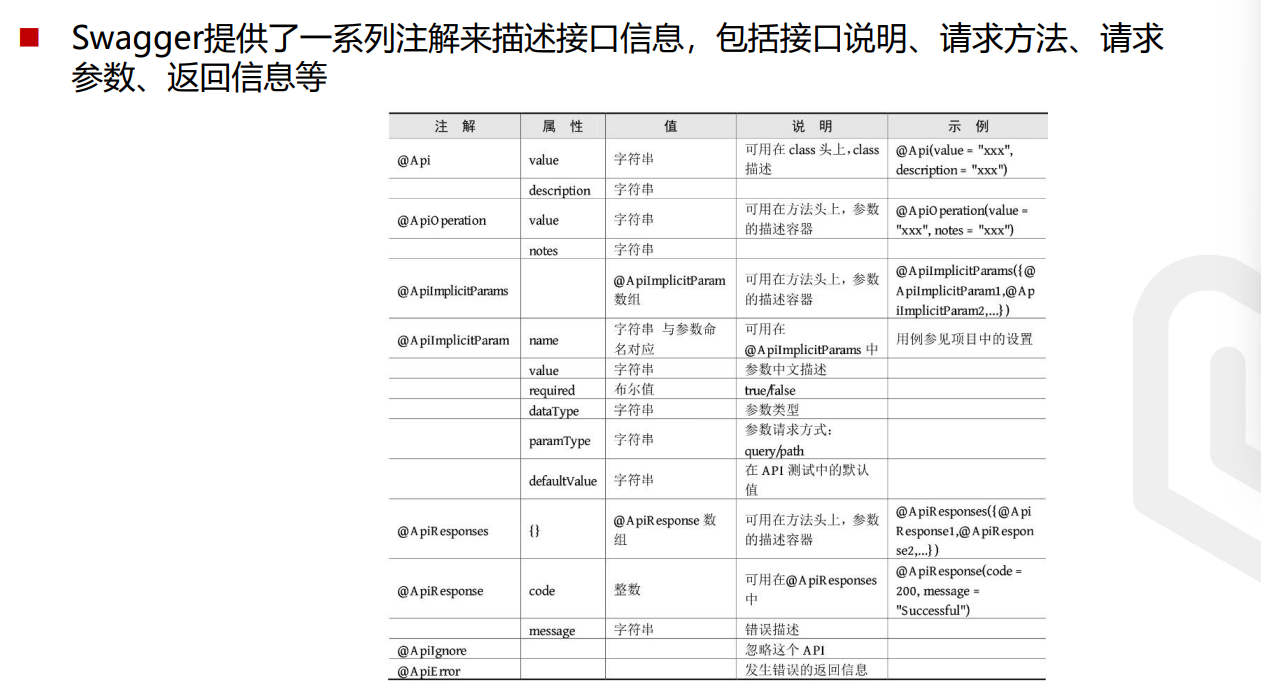 Swagger提供了一系列注解来描述接口信息，包括接口说明、请求方法、请求
参数、返回信息等
注 解 属 性 值 说 明 示 例
@Api value 字符串 可用在 class 头上，class
描述 @Api(value = "xxx",
description = "xxx")
description 字符串
@ApiOperation value 字符串 可用在方法头上，参数
的描述容器 @ApiOperation(value =
"xxx", notes = "xxx")
notes 字符串
@ApiImplicitParams @ApiImplicitParam
数组 可用在方法头上，参数
的描述容器 @ApiImplicitParams({@
ApiImplicitParam1,@Ap
iImplicitParam2,...})
@ApiImplicitParam name 字符串 与参数命
名对应 可用在
@ApiImplicitParams 中 用例参见项目中的设置
value 字符串 参数中文描述
required 布尔值 true/false
dataType 字符串 参数类型
paramType 字符串 参数请求方式：
query/path
defaultValue 字符串 在 API 测试中的默认
值
@ApiResponses {} @ApiResponse 数
组 可用在方法头上，参数
的描述容器 @ApiResponses({@Api
Response1,@ApiRespon
se2,...})
@ApiResponse code 整数 可用在@ApiResponses
中 @ApiResponse(code =
200, message =
"Successful")
message 字符串 错误描述
@ApiIgnore 忽略这个 API
@ApiError 发生错误的返回信息